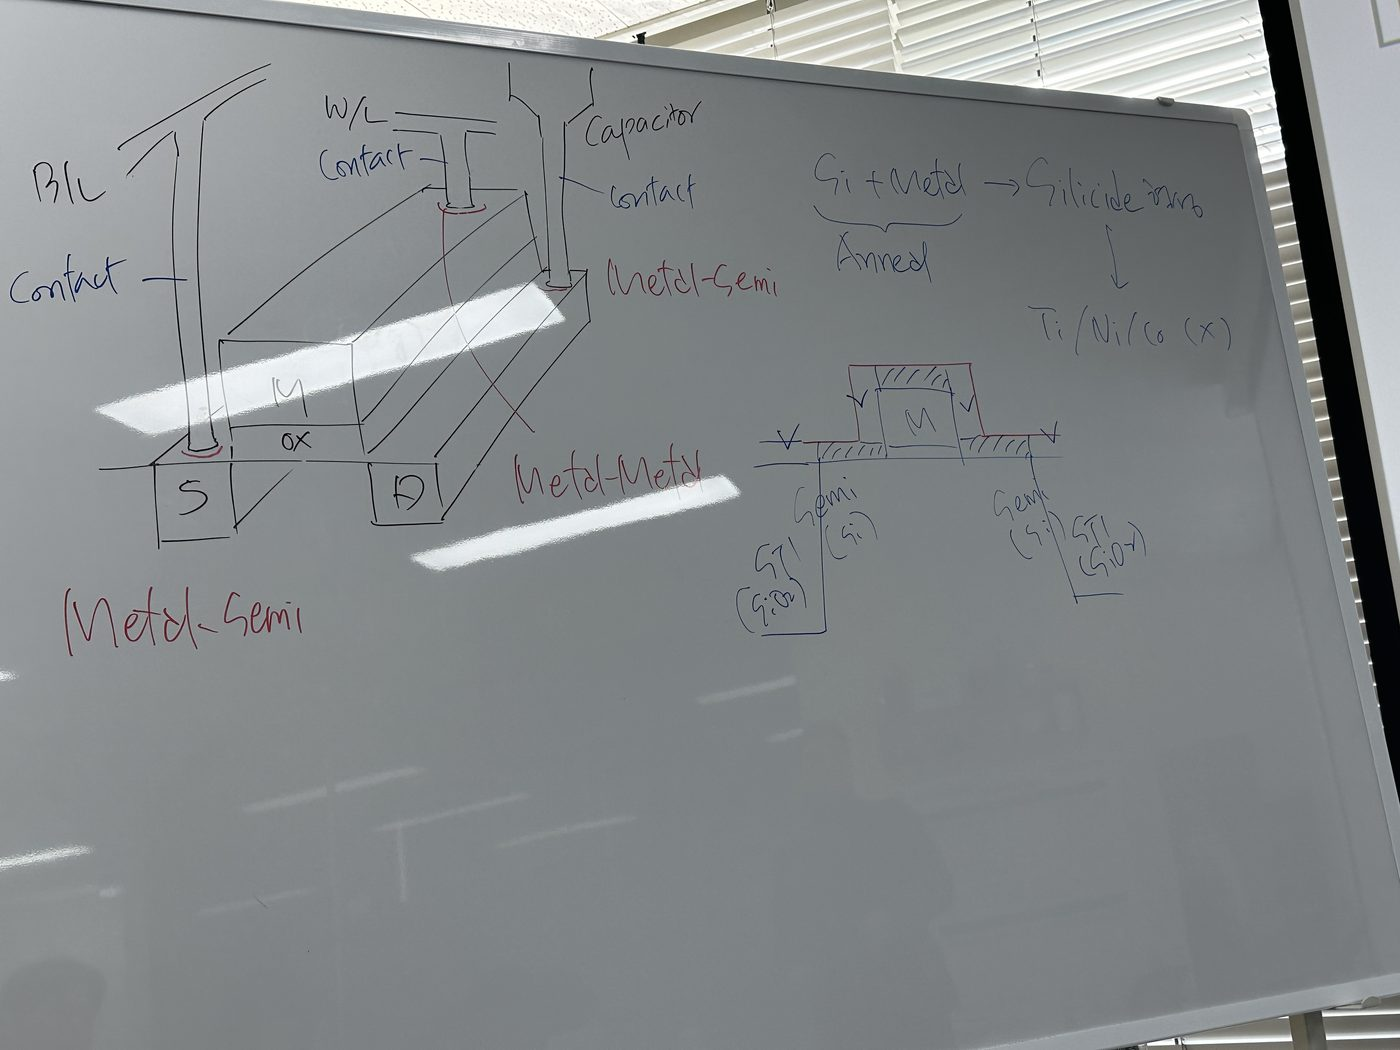 B/L
Contact
W/L
Contact
Capacitor
Contact
Metal-Semi
M
OX
S
D
Metal-Metal
Metal-Semi
Si + Metal → Silicide
Anneal
Ti/Ni/Co (X)
M
Semi
(Si)
STI
(SiO2)
Semi
(Si)
STI
(SiO2)